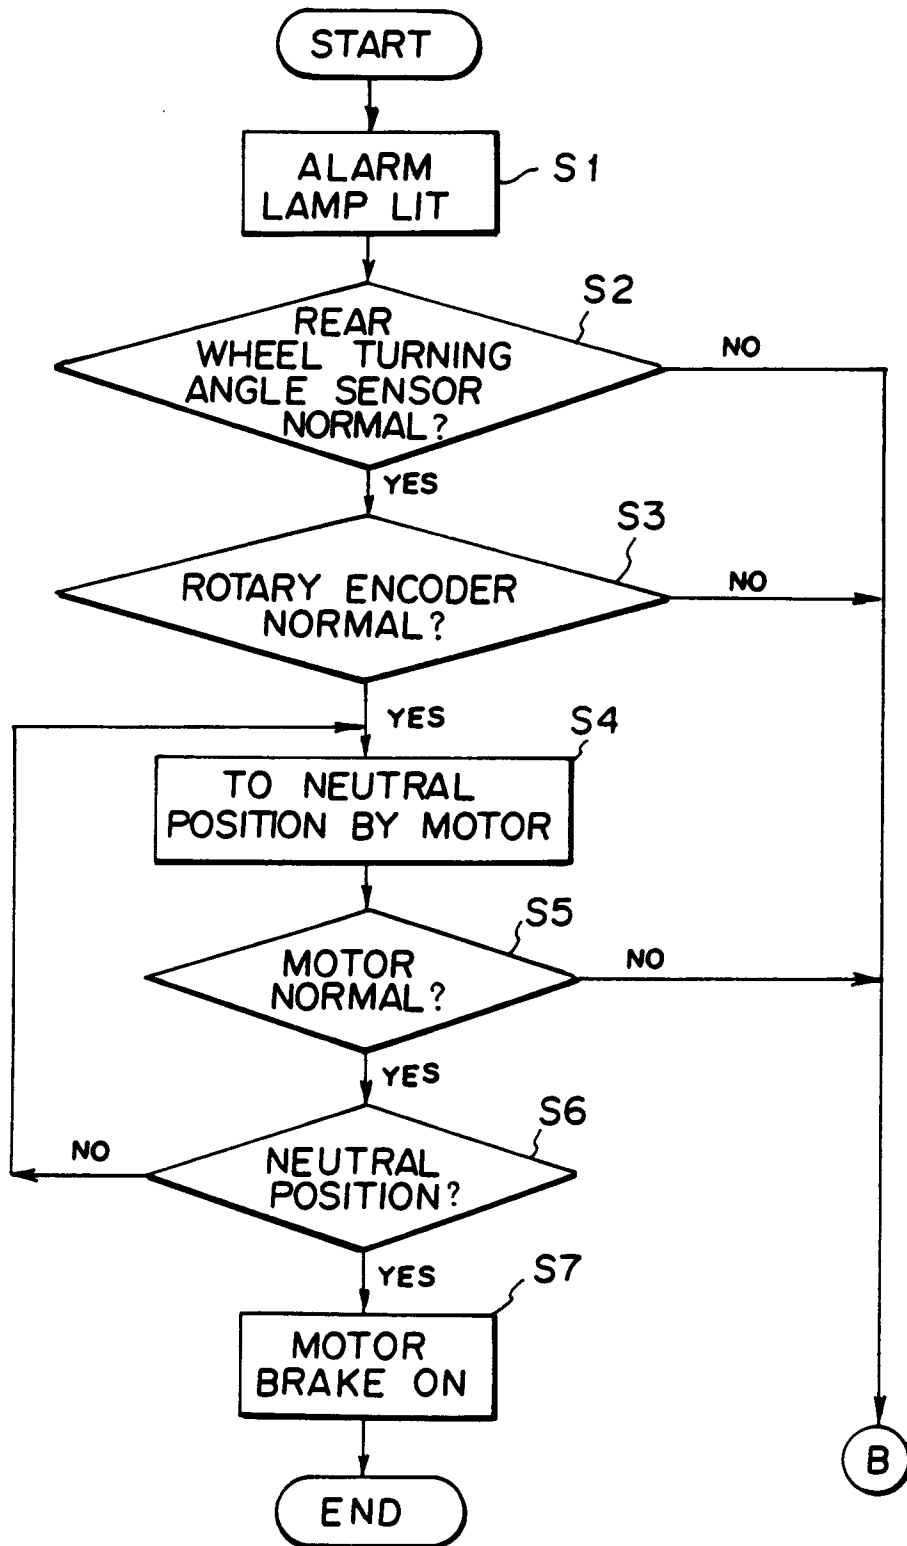 START
ALARM
LAMP LIT
S1
REAR
WHEEL TURNING
ANGLE SENSOR
NORMAL?
S2
NO
YES
ROTARY ENCODER
NORMAL?
S3
NO
YES
TO NEUTRAL
POSITION BY MOTOR
S4
MOTOR
NORMAL?
S5
NO
YES
NEUTRAL
POSITION?
S6
NO
YES
MOTOR
BRAKE ON
S7
B
END